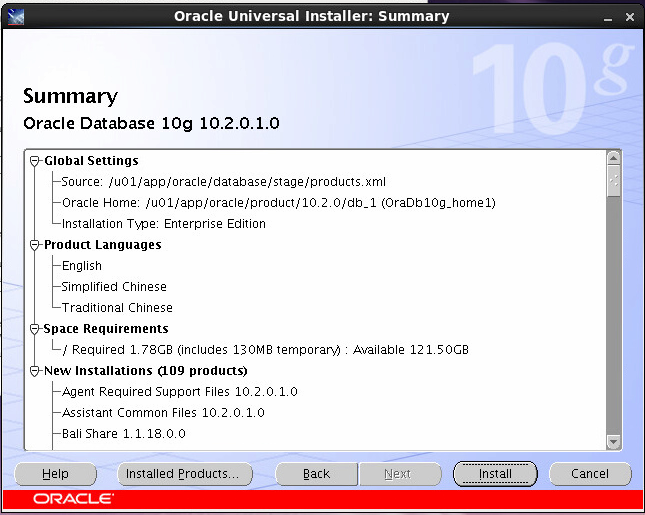 Oracle Universal Installer: Summary
10g
Summary
Oracle Database 10g 10.2.0.1.0
Global Settings
Source: /u01/app/oracle/database/stage/products.xml
Oracle Home: /u01/app/oracle/product/10.2.0/db_1 (OraDb10g_home1)
Installation Type: Enterprise Edition
Product Languages
English
Simplified Chinese
Traditional Chinese
Space Requirements
/ Required 1.78GB (includes 130MB temporary) : Available 121.50GB
New Installations (109 products)
Agent Required Support Files 10.2.0.1.0
Assistant Common Files 10.2.0.1.0
Bali Share 1.1.18.0.0
Help Installed Products... Back Next Install Cancel
ORACLE